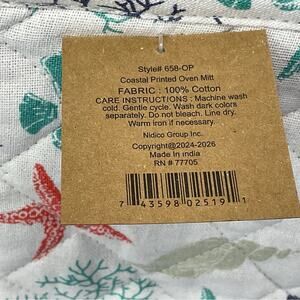 Style# 658-OP
Coastal Printed Oven Mitt
FABRIC : 100% Cotton
CARE INSTRUCTIONS : Machine wash
cold. Gentle cycle. Wash dark colors
separately. Do not bleach. Line dry.
Warm iron if necessary.
Nidico Group Inc.
Copyright@2024-2026
Made In india
RN # 77705
7 43598 02519 1